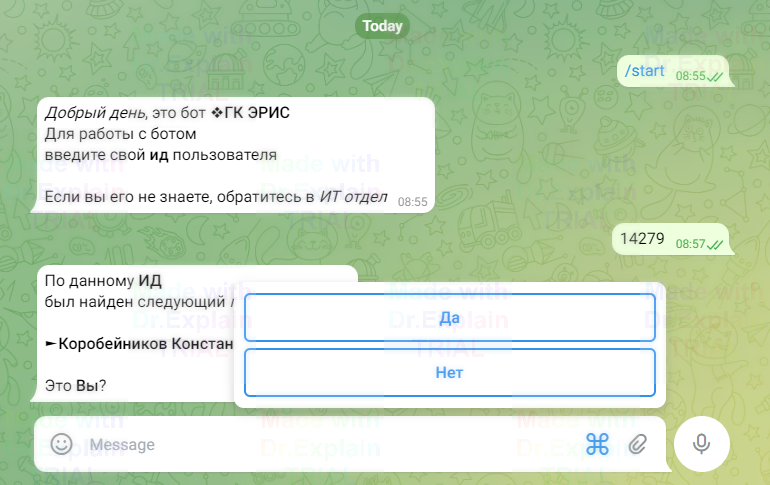 Today
/start 08:55
Добрый день, это бот ❖ГК ЭРИС
Для работы с ботом
введите свой ид пользователя
Если вы его не знаете, обратитесь в ИТ отдел 08:55
14279 08:57
По данному ИД
был найден следующий
►Коробейников Констан
Это Вы?
Да
Нет
Message
Made with
Dr.Explain
TRIAL